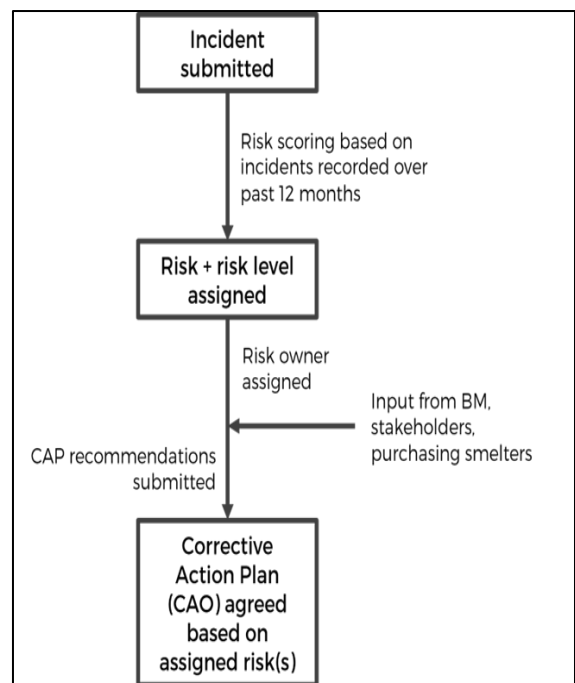 Incident
submitted
Risk scoring based on
incidents recorded over
past 12 months
Risk + risk level
assigned
Risk owner
assigned
Input from BM,
stakeholders,
purchasing smelters
CAP recommendations
submitted
Corrective
Action Plan
(CAO) agreed
based on
assigned risk(s)